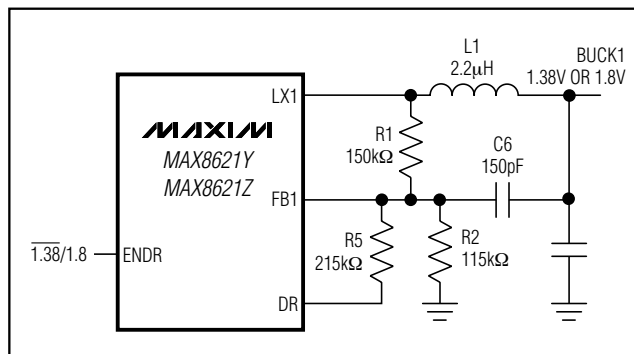 L1
2.2µH
BUCK1
1.38V OR 1.8V
LX1
MAXIM
MAX8621Y
MAX8621Z
R1
150kΩ
C6
150pF
FB1
1.38/1.8
ENDR
R5
215kΩ
R2
115kΩ
DR